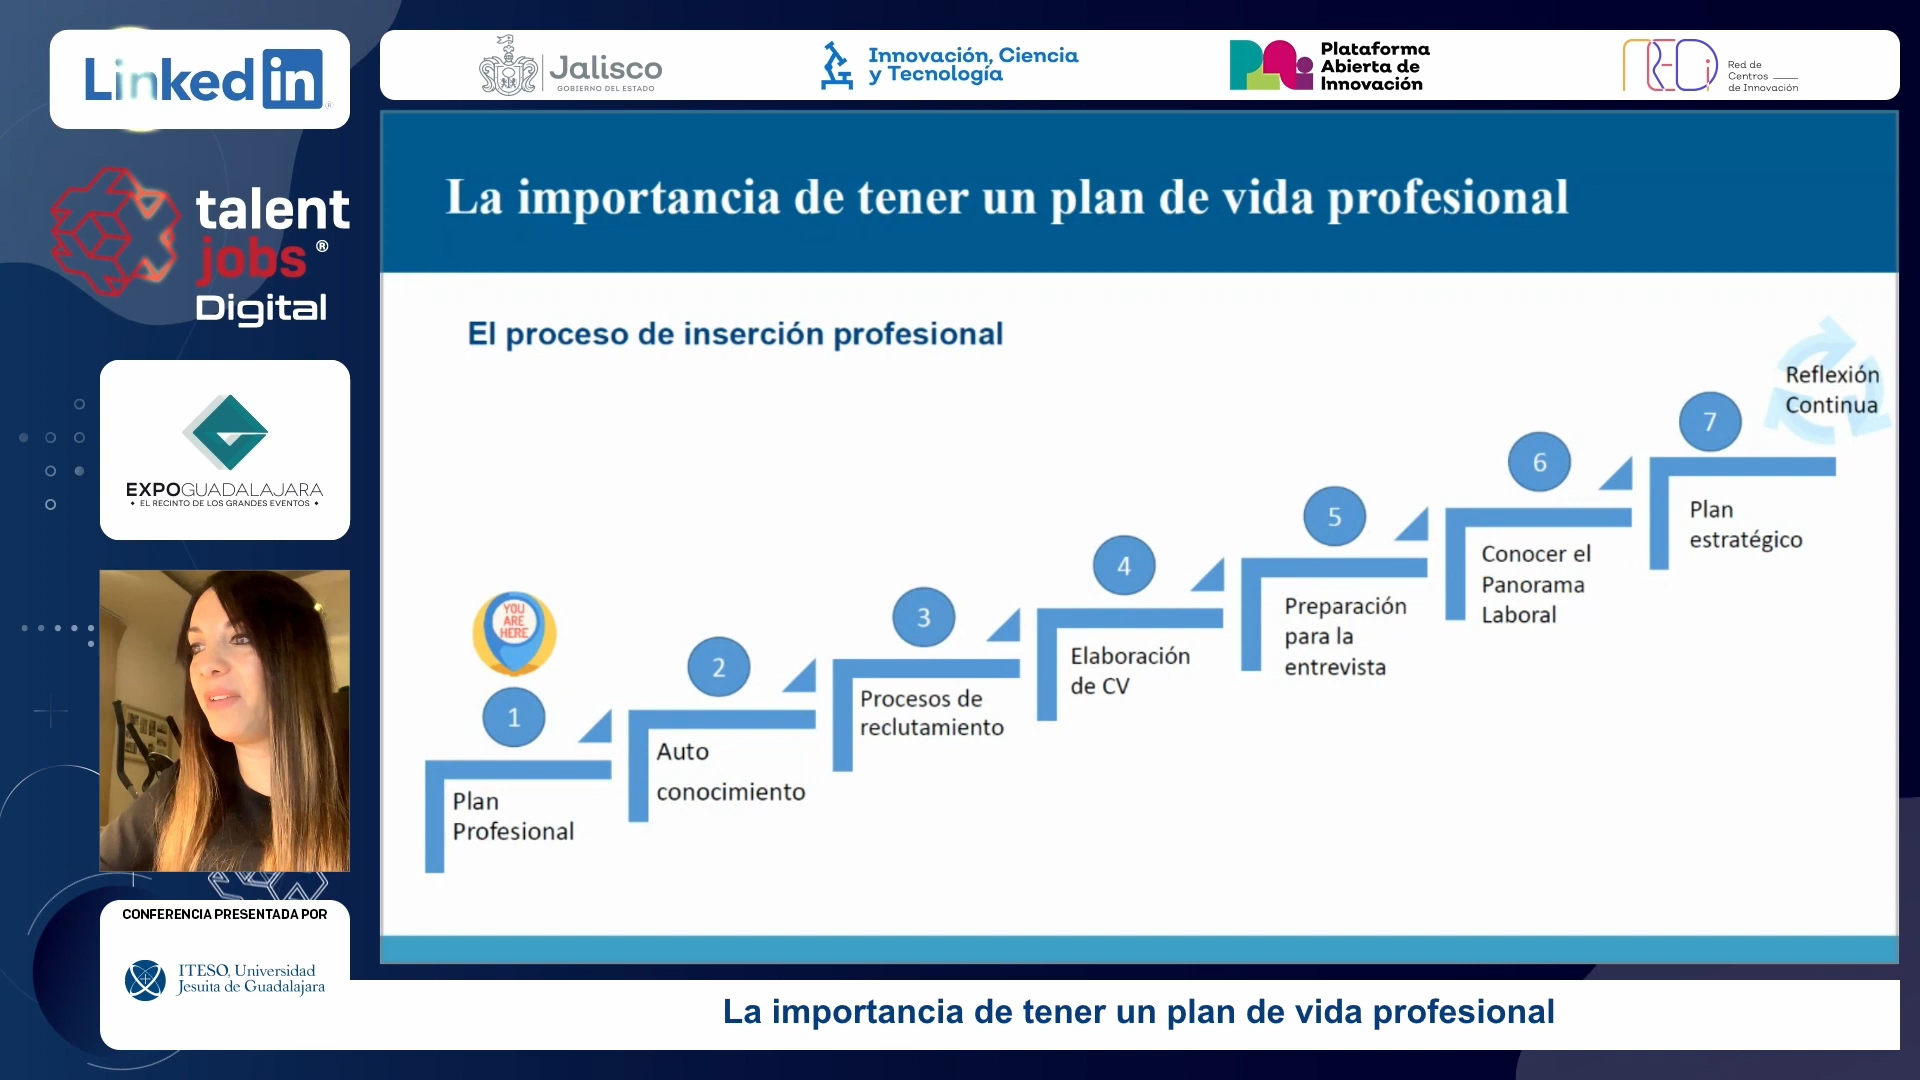 Linked in
Jalisco
GOBIERNO DEL ESTADO
Innovación, Ciencia
y Tecnología
Plataforma
Abierta de
Innovación
REDi
Red de
Centros
de Innovación
talent
jobs®
Digital
EXPOGUADALAJARA
• EL RECINTO DE LOS GRANDES EVENTOS •
CONFERENCIA PRESENTADA POR
ITESO, Universidad
Jesuita de Guadalajara
La importancia de tener un plan de vida profesional
El proceso de inserción profesional
YOU
ARE
HERE
1
Plan
Profesional
2
Auto
conocimiento
3
Procesos de
reclutamiento
4
Elaboración
de CV
5
Preparación
para la
entrevista
6
Conocer el
Panorama
Laboral
7
Plan
estratégico
Reflexión
Continua
La importancia de tener un plan de vida profesional